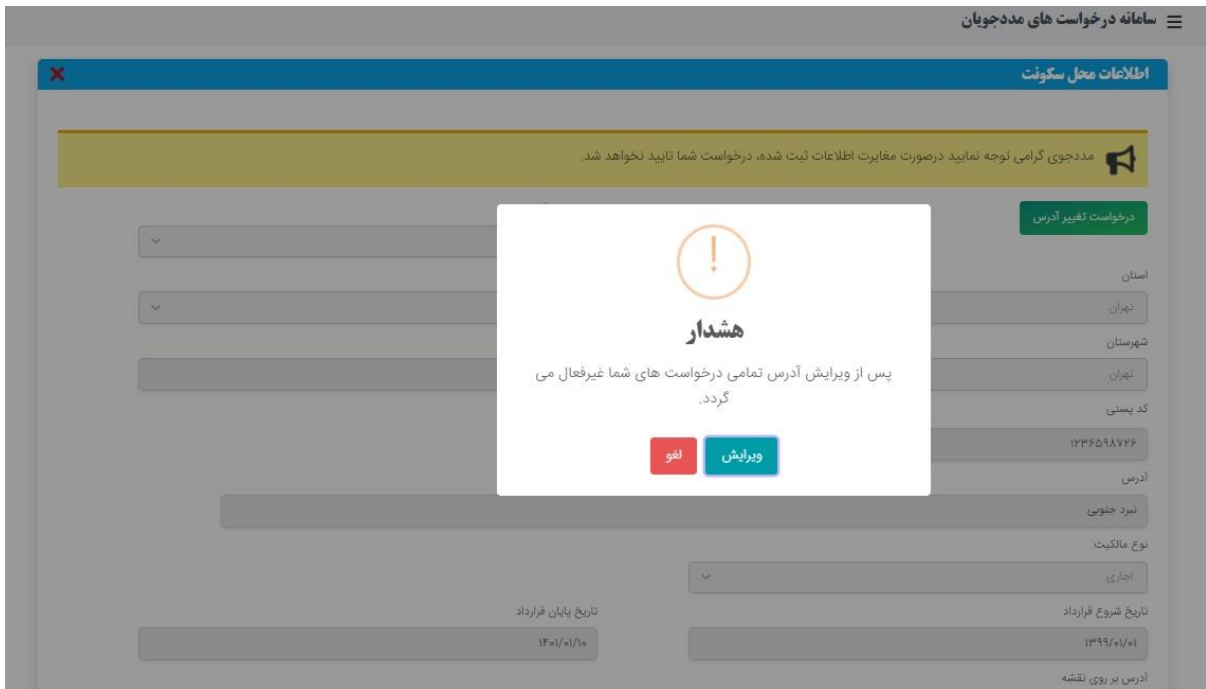 سامانه درخواست های مددجویان
اطلاعات محل سکونت
مددجوی گرامی توجه نمایید درصورت مغایرت اطلاعات ثبت شده، درخواست شما تایید نخواهد شد.
درخواست تغییر آدرس
هشدار
پس از ویرایش آدرس تمامی درخواست های شما غیرفعال می
گردد.
ویرایش
لغو
استان
تهران
شهرستان
تهران
کد پستی
۱۲۳۶۵۹۸۷۲۶
آدرس
نبرد جنوبی
نوع مالکیت
اجاری
تاریخ شروع قرارداد
تاریخ پایان قرارداد
۱۳۹۹/۰۱/۰۱
۱۴۰۱/۰۱/۱۰
آدرس بر روی نقشه